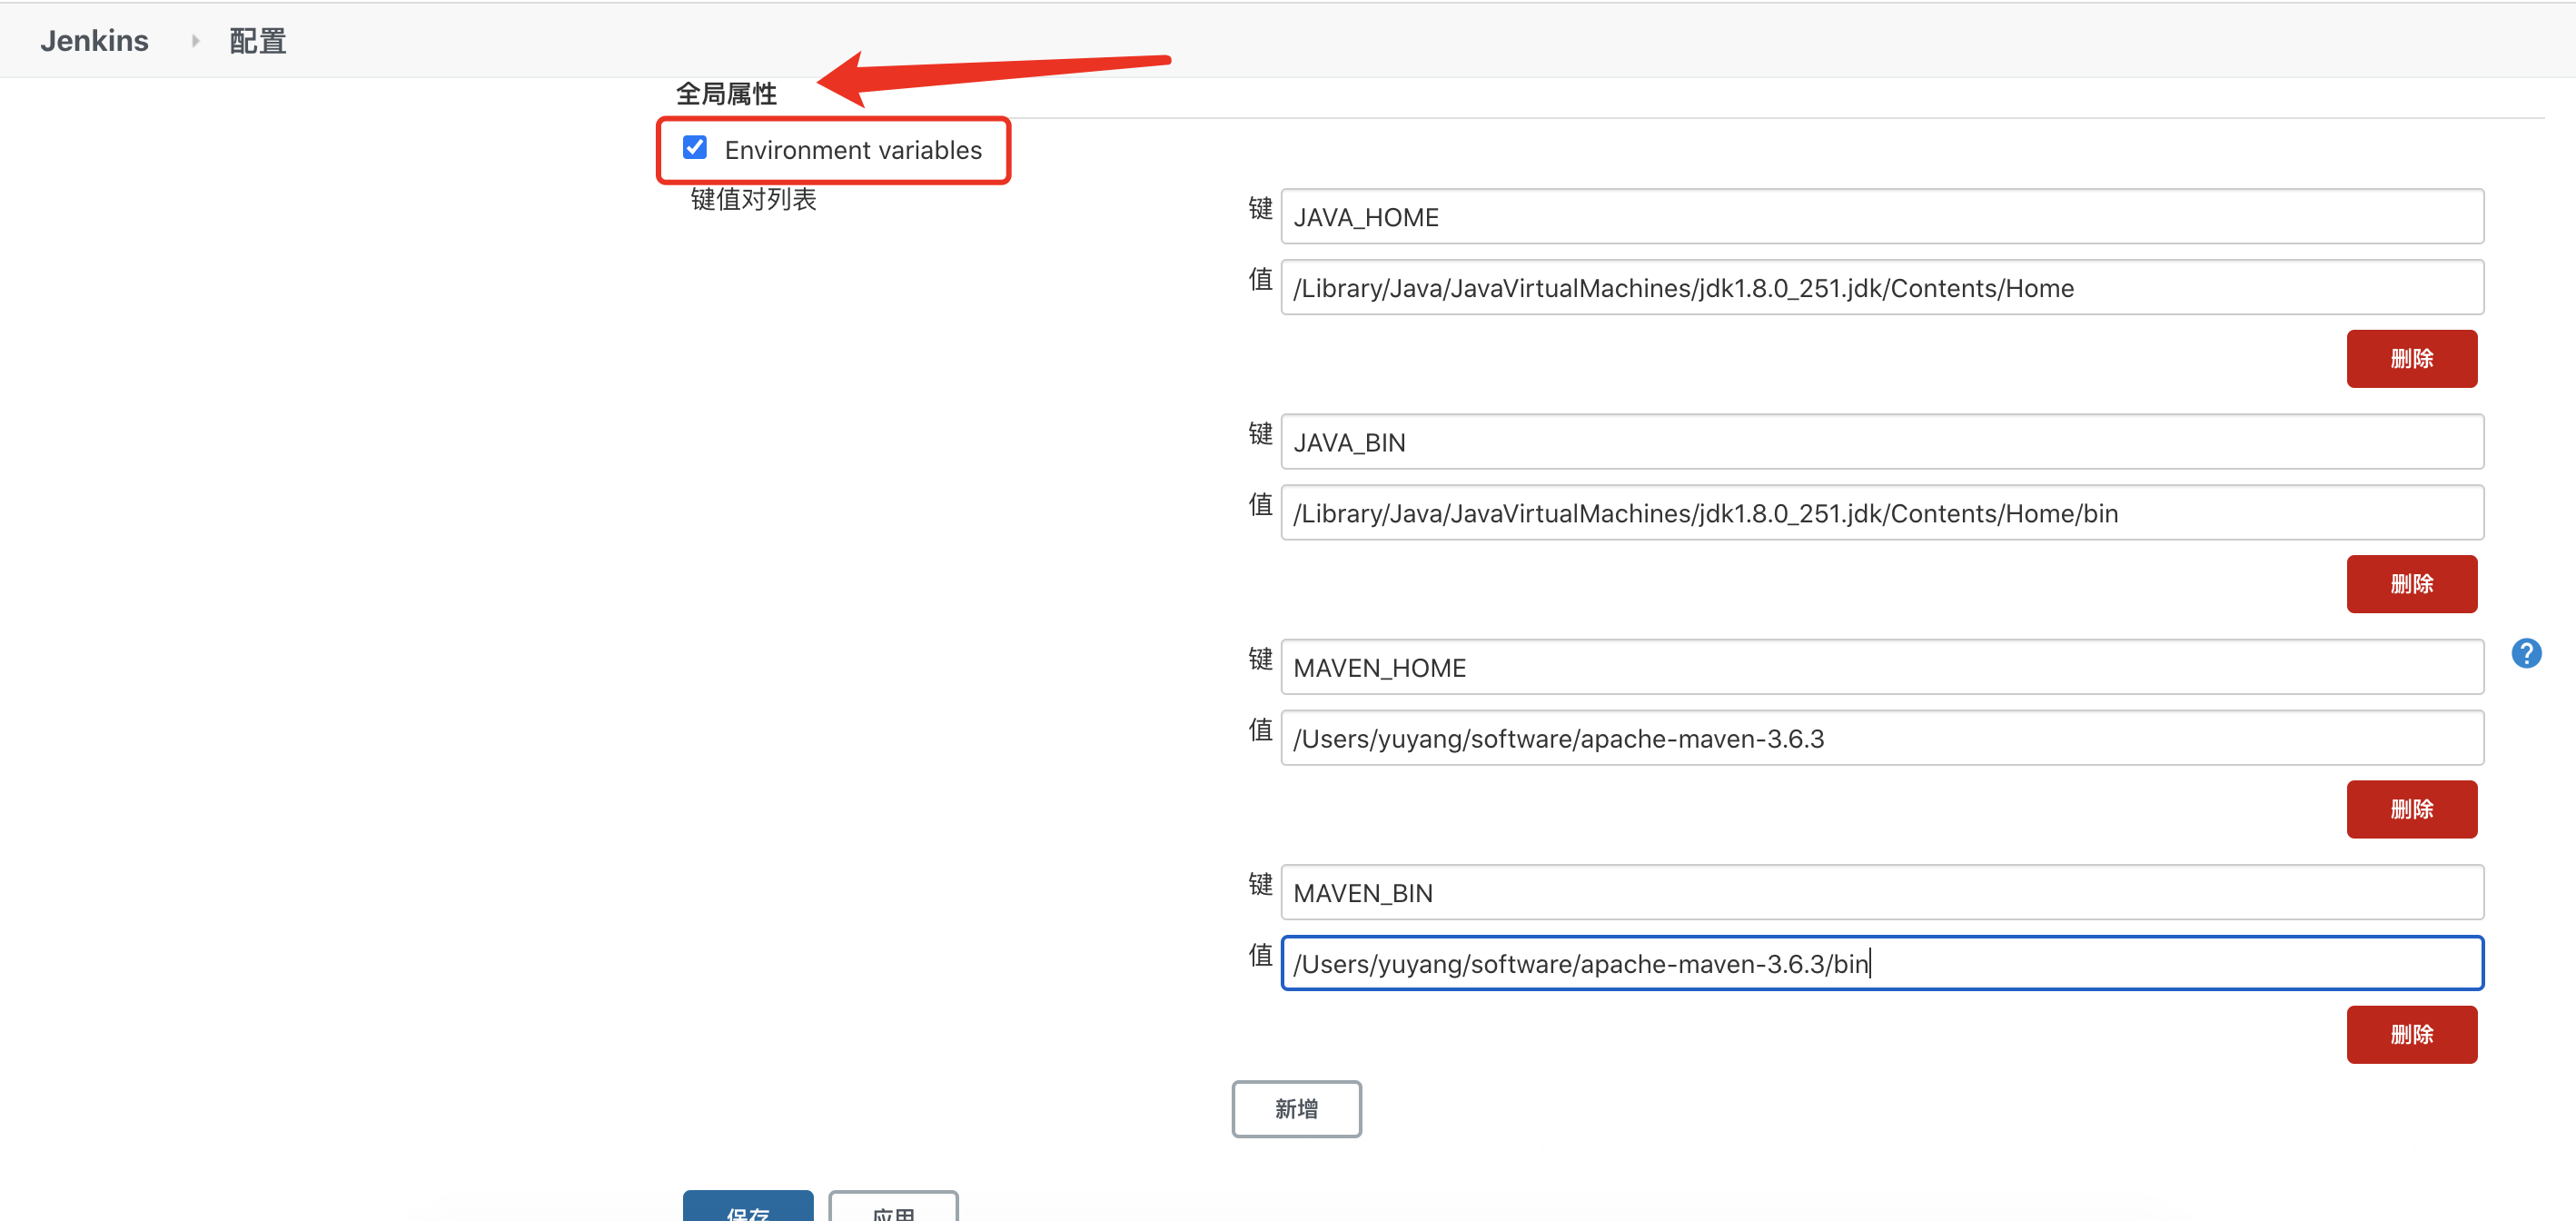 Jenkins 配置
全局属性
Environment variables
键值对列表
键 JAVA_HOME
值 /Library/Java/JavaVirtualMachines/jdk1.8.0_251.jdk/Contents/Home
删除
键 JAVA_BIN
值 /Library/Java/JavaVirtualMachines/jdk1.8.0_251.jdk/Contents/Home/bin
删除
键 MAVEN_HOME
?
值 /Users/yuyang/software/apache-maven-3.6.3
删除
键 MAVEN_BIN
值 /Users/yuyang/software/apache-maven-3.6.3/bin
删除
新增
保存 应用